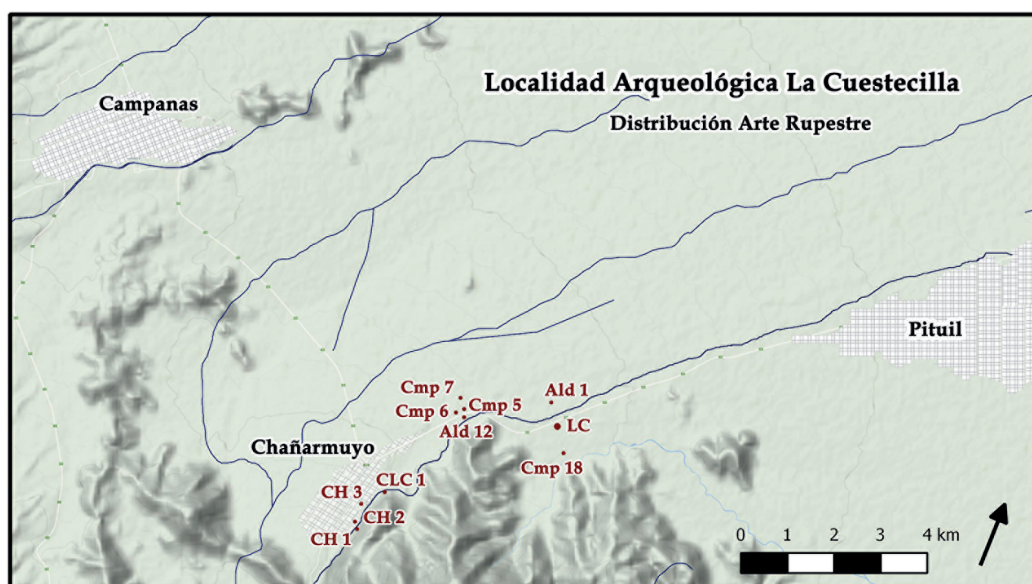 Localidad Arqueológica La Cuestecilla
Distribución Arte Rupestre
Campanas
Pituil
Cmp 7
Ald 1
Cmp 6
Cmp 5
Ald 12
LC
Chañarmuyo
Cmp 18
CLC 1
CH 3
CH 2
CH 1
0 1 2 3 4 km